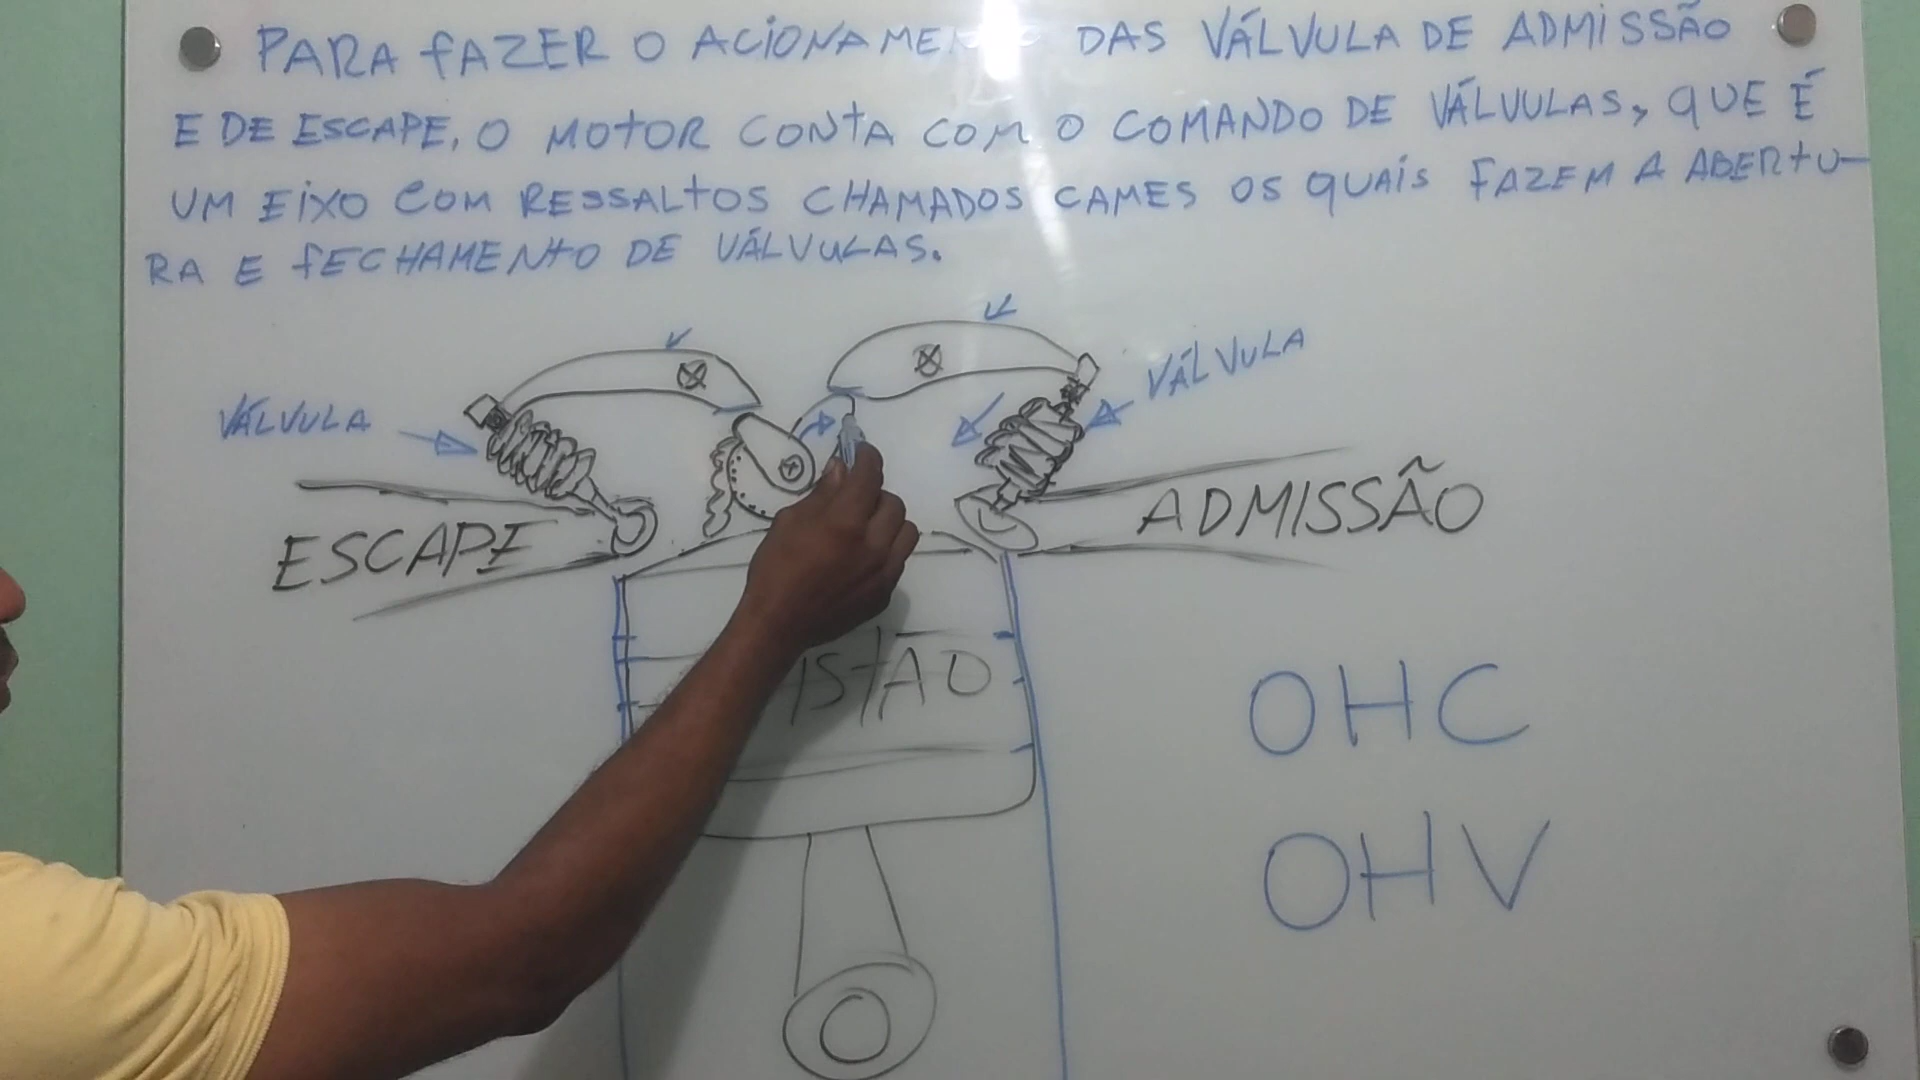 PARA FAZER O ACIONAME DAS VÁLVULA DE ADMISSÃO
E DE ESCAPE, O MOTOR CONTA COM O COMANDO DE VÁLVULAS, QUE É
UM EIXO COM RESSALTOS CHAMADOS CAMES OS QUAIS FAZEM A ABERTU-
RA E FECHAMENTO DE VÁLVULAS.
VÁLVULA
VÁLVULA
ESCAPE
ADMISSÃO
ISTÃO
OHC
OHV